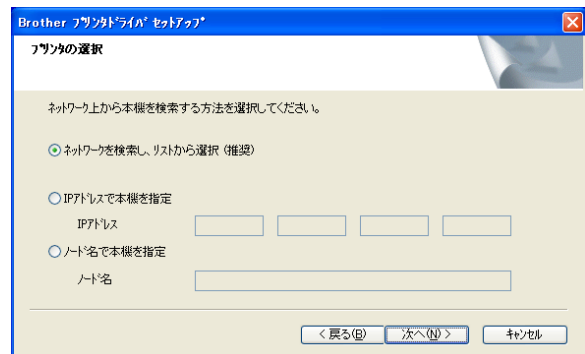 Brother プリンタドライバ セットアップ
プリンタの選択
ネットワーク上から本機を検索する方法を選択してください。
ネットワークを検索し、リストから選択 (推奨)
IPアドレスで本機を指定
IPアドレス
ノード名で本機を指定
ノード名
< 戻る(B) 次へ(N) > キャンセル